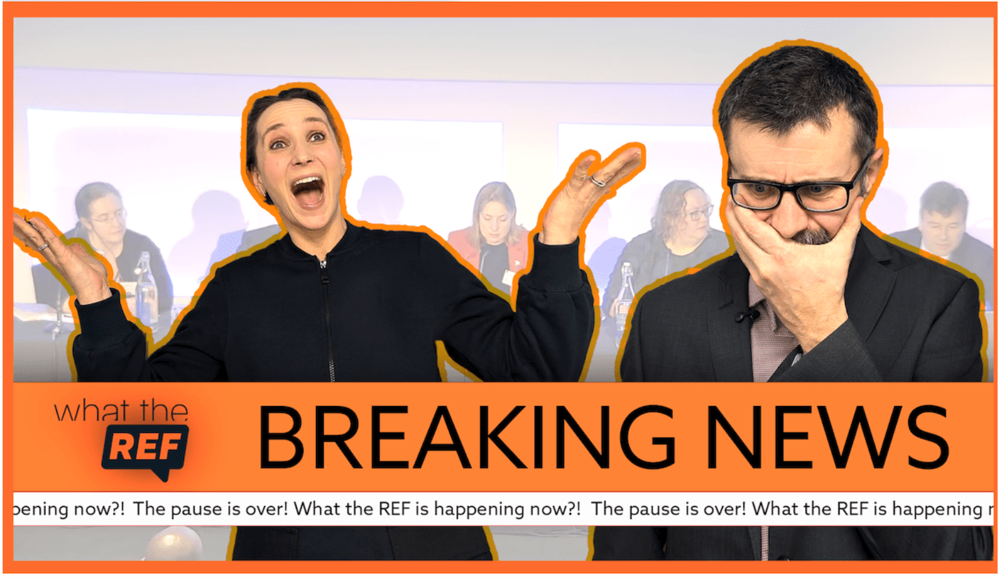 what the
REF
BREAKING NEWS
pening now?! The pause is over! What the REF is happening now?! The pause is over! What the REF is happening